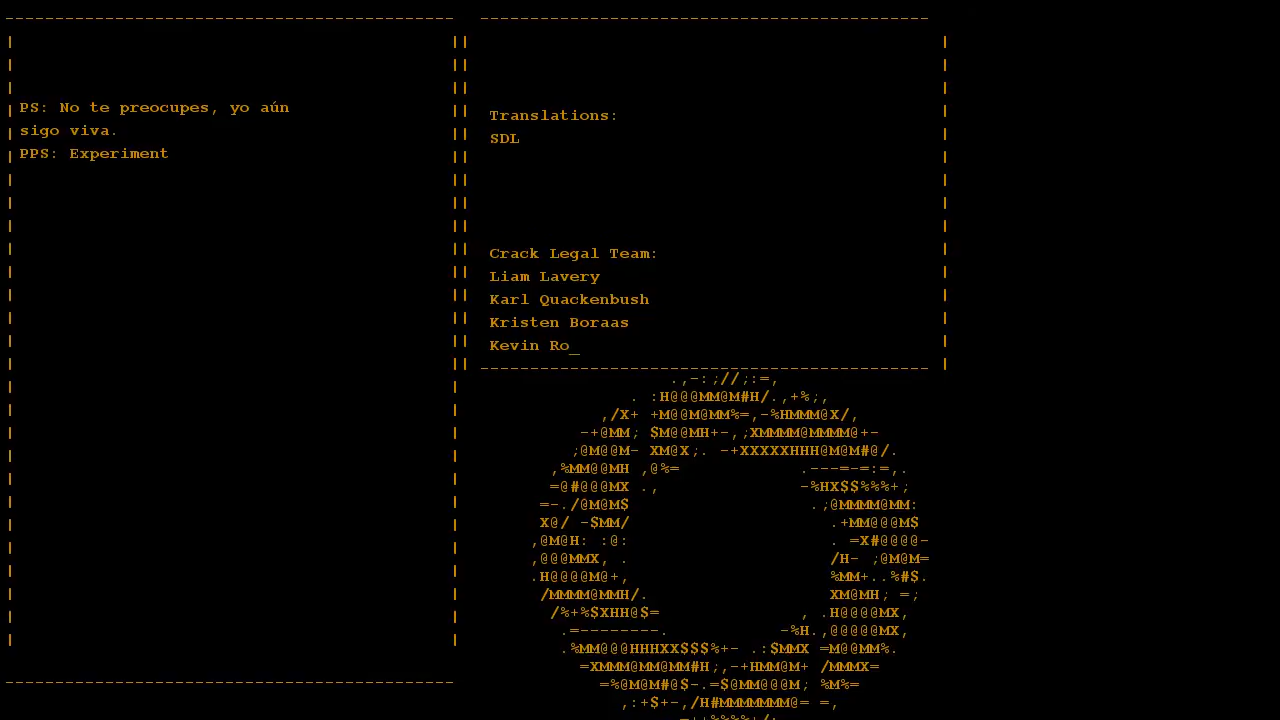 PS: No te preocupes, yo aún
sigo viva.
PPS: Experiment
Translations:
SDL
Crack Legal Team:
Liam Lavery
Karl Quackenbush
Kristen Boraas
Kevin Ro_